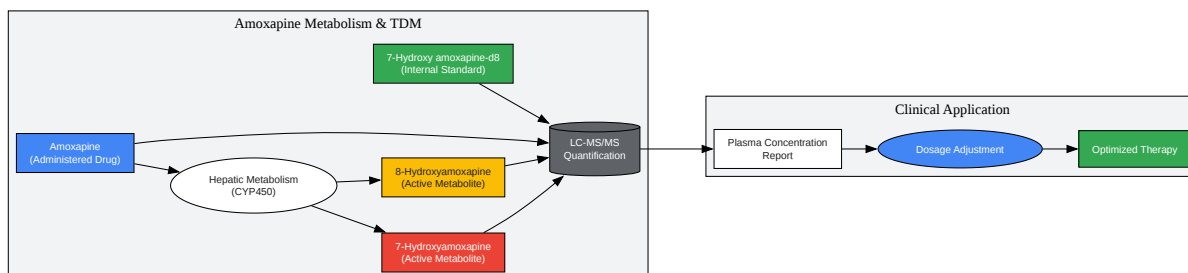 Amoxapine Metabolism & TDM
7-Hydroxy amoxapine-d8
(Internal Standard)
Amoxapine
(Administered Drug)
Hepatic Metabolism
(CYP450)
8-Hydroxyamoxapine
(Active Metabolite)
7-Hydroxyamoxapine
(Active Metabolite)
LC-MS/MS
Quantification
Clinical Application
Plasma Concentration
Report
Dosage Adjustment
Optimized Therapy